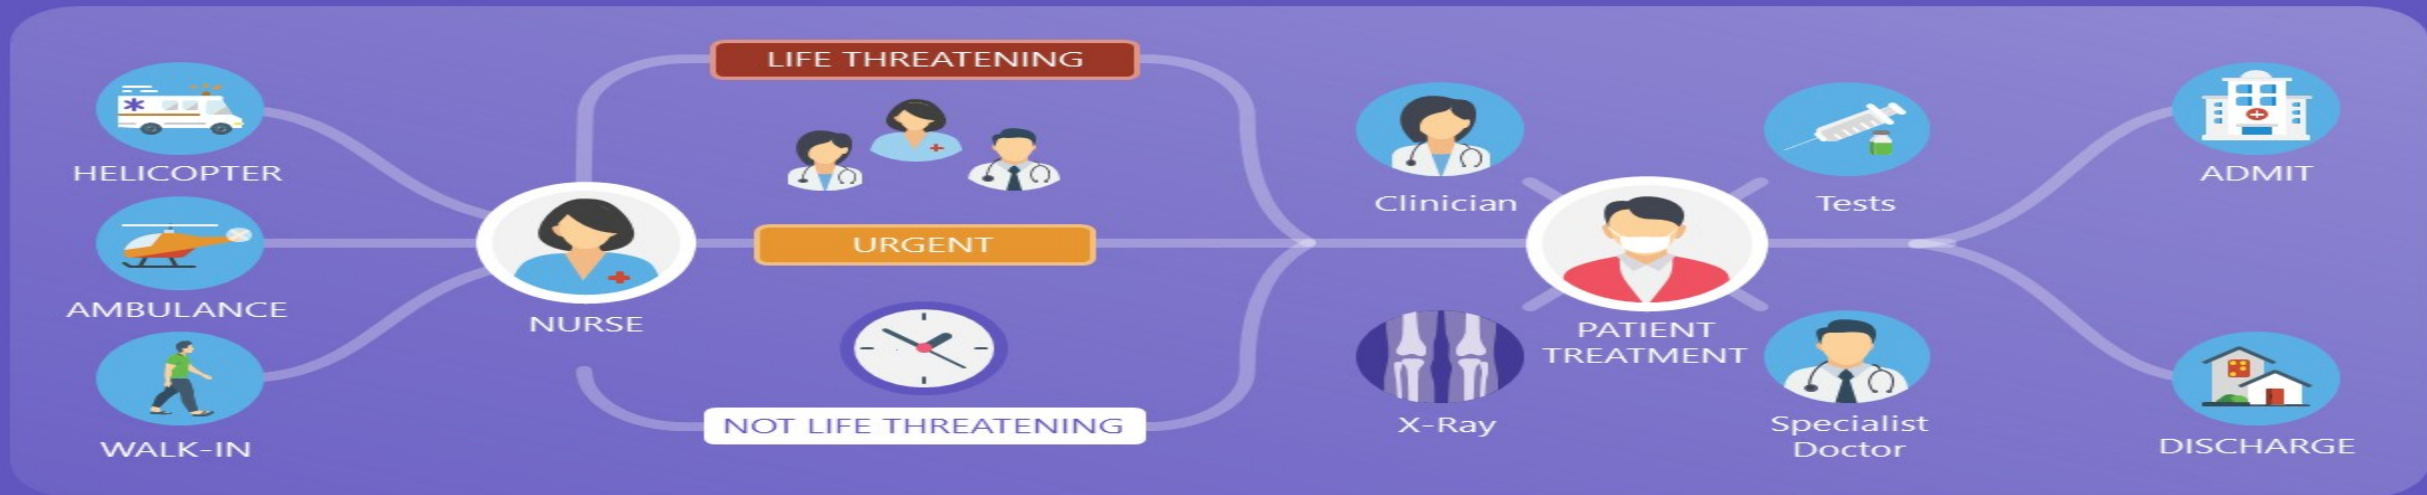 HELICOPTER
AMBULANCE
WALK-IN
NURSE
LIFE THREATENING
URGENT
NOT LIFE THREATENING
Clinician
X-Ray
PATIENT
TREATMENT
Tests
Specialist
Doctor
ADMIT
DISCHARGE